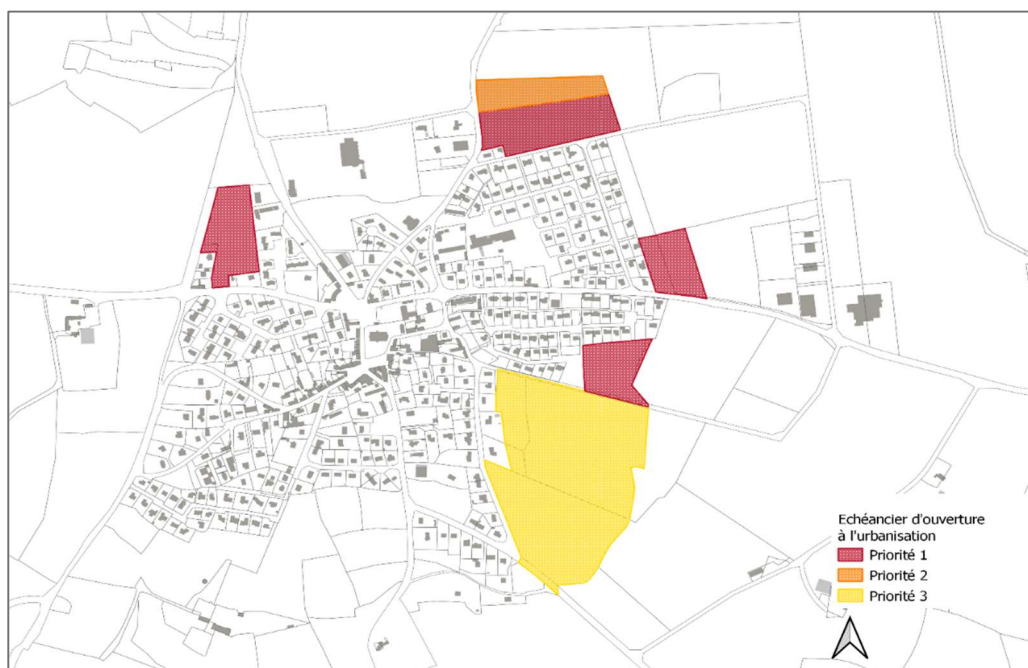 Echéancier d'ouverture
à l'urbanisation
Priorité 1
Priorité 2
Priorité 3